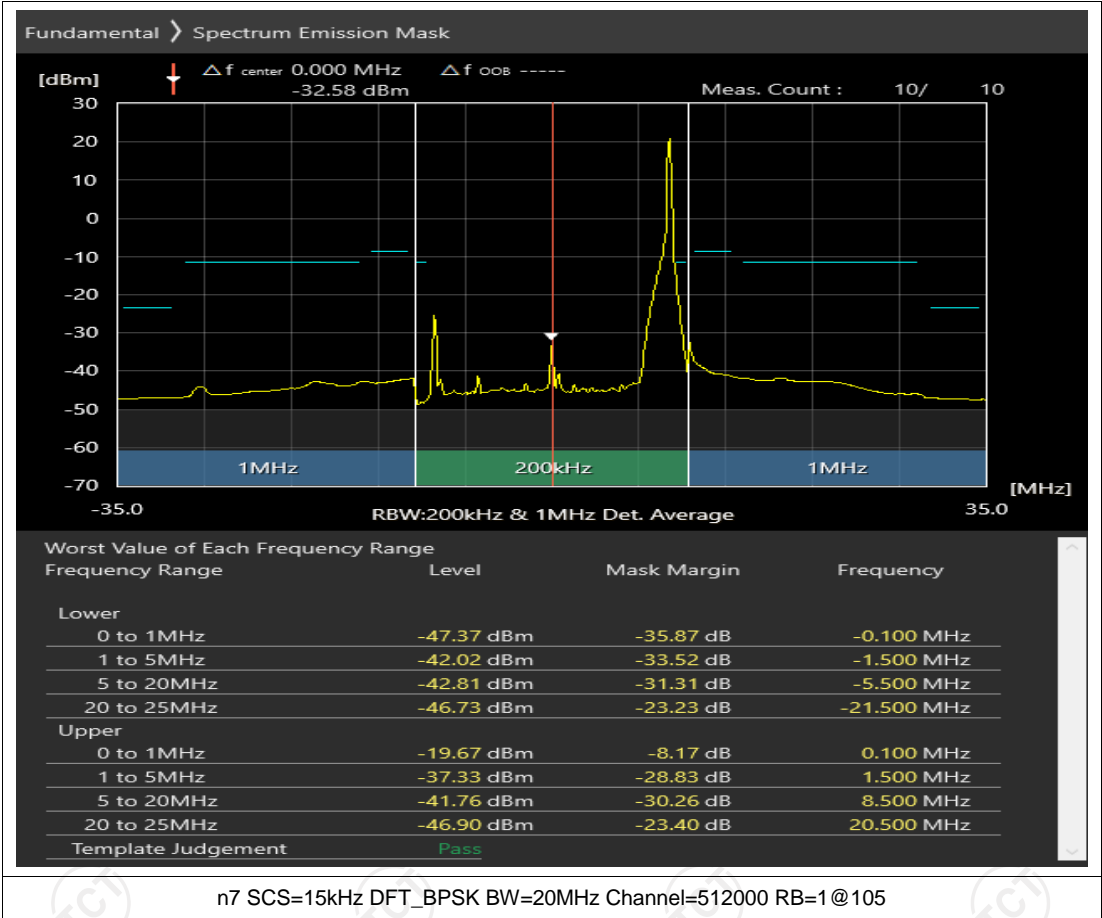 Fundamental 〉 Spectrum Emission Mask
[dBm] △f center 0.000 MHz △f OOB -----
-32.58 dBm Meas. Count : 10/ 10
30
20
10
0
-10
-20
-30
-40
-50
-60
1MHz 200kHz 1MHz
-70 [MHz]
-35.0 RBW:200kHz & 1MHz Det. Average 35.0
Worst Value of Each Frequency Range
Frequency Range Level Mask Margin Frequency
Lower
0 to 1MHz -47.37 dBm -35.87 dB -0.100 MHz
1 to 5MHz -42.02 dBm -33.52 dB -1.500 MHz
5 to 20MHz -42.81 dBm -31.31 dB -5.500 MHz
20 to 25MHz -46.73 dBm -23.23 dB -21.500 MHz
Upper
0 to 1MHz -19.67 dBm -8.17 dB 0.100 MHz
1 to 5MHz -37.33 dBm -28.83 dB 1.500 MHz
5 to 20MHz -41.76 dBm -30.26 dB 8.500 MHz
20 to 25MHz -46.90 dBm -23.40 dB 20.500 MHz
Template Judgement Pass
n7 SCS=15kHz DFT_BPSK BW=20MHz Channel=512000 RB=1@105
TCT TCT TCT TCT